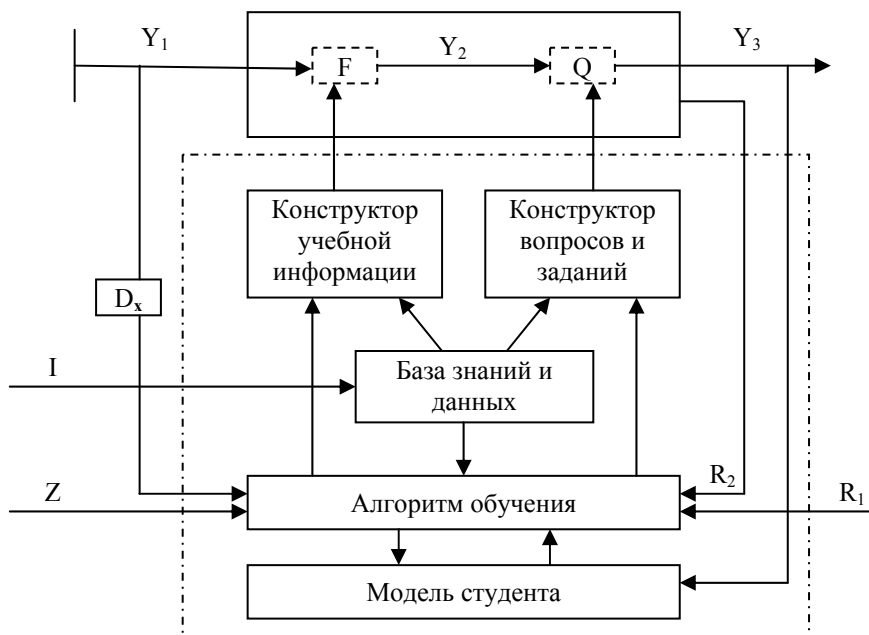 Y₁
Y₂
Y₃
F
Q
Конструктор
учебной
информации
Конструктор
вопросов и
заданий
Dₓ
I
База знаний и
данных
Z
Алгоритм обучения
R₂
R₁
Модель студента